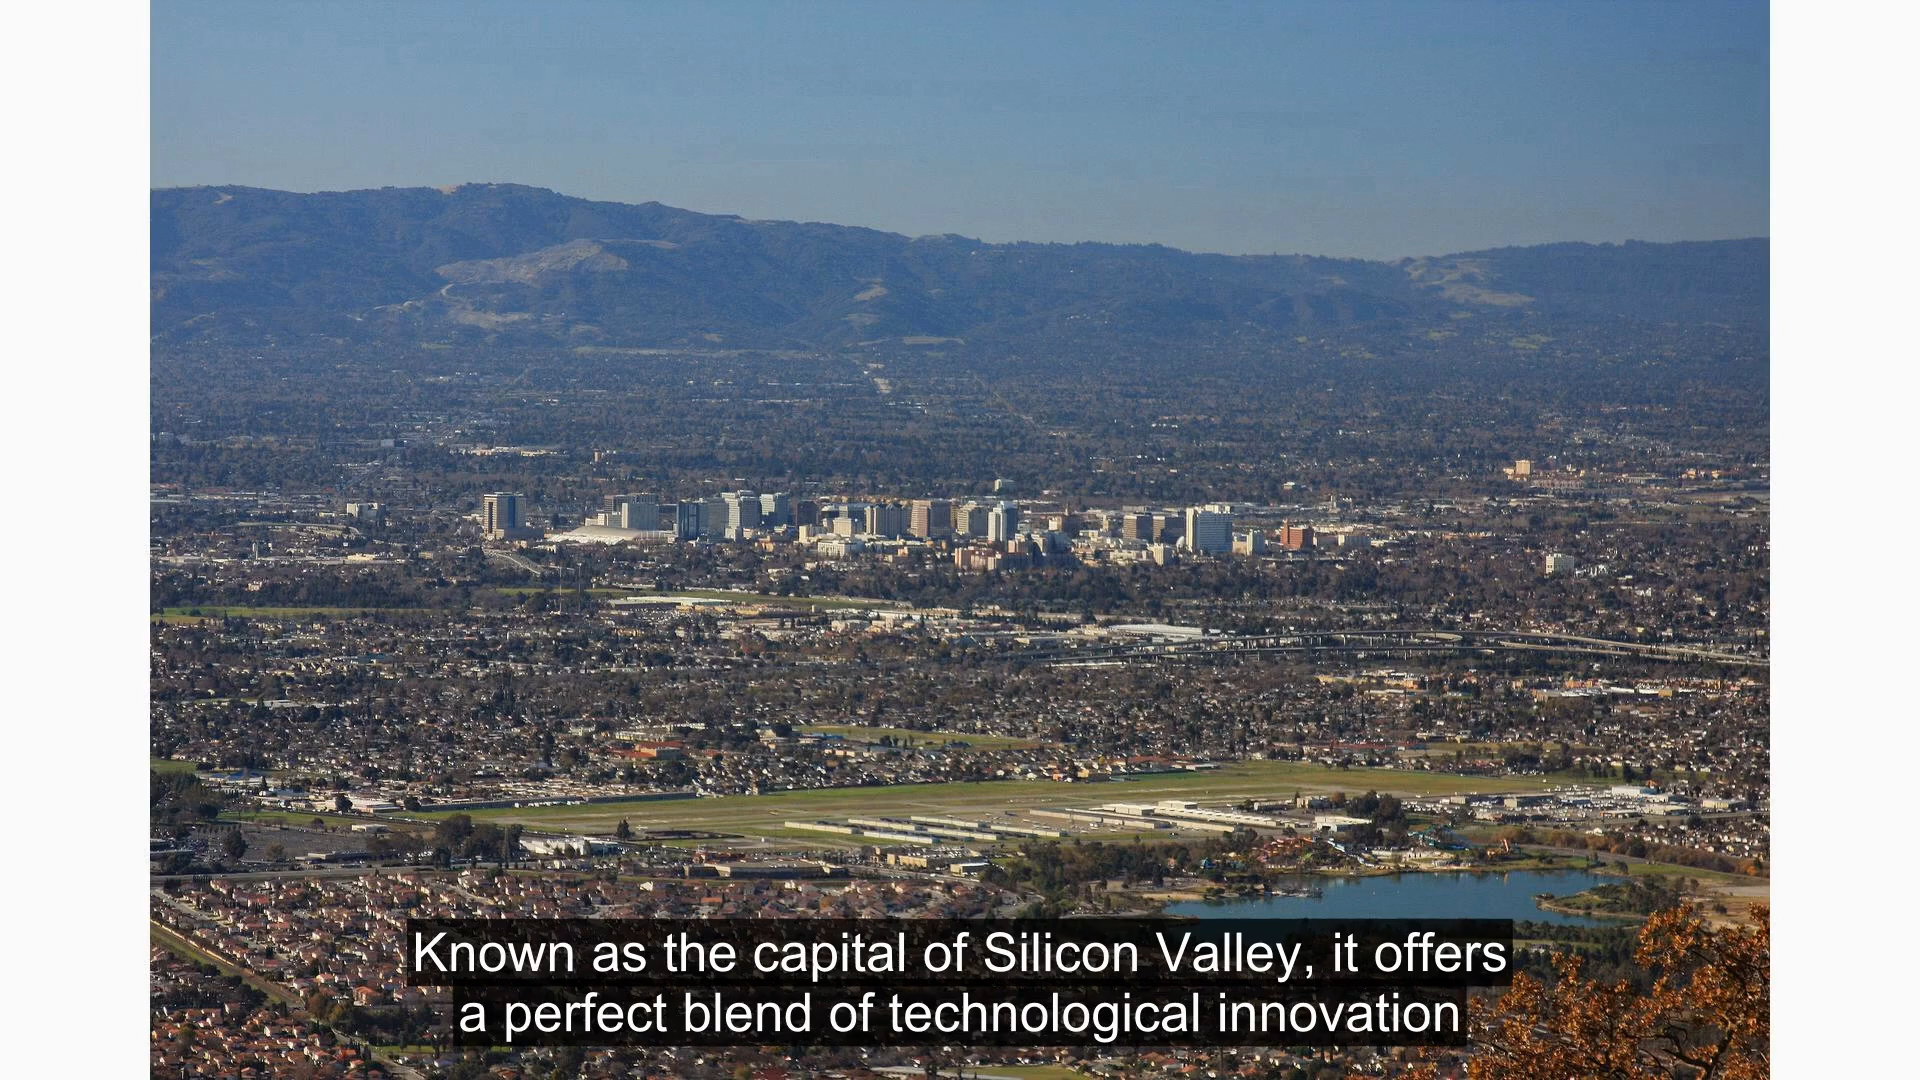 Known as the capital of Silicon Valley, it offers
a perfect blend of technological innovation